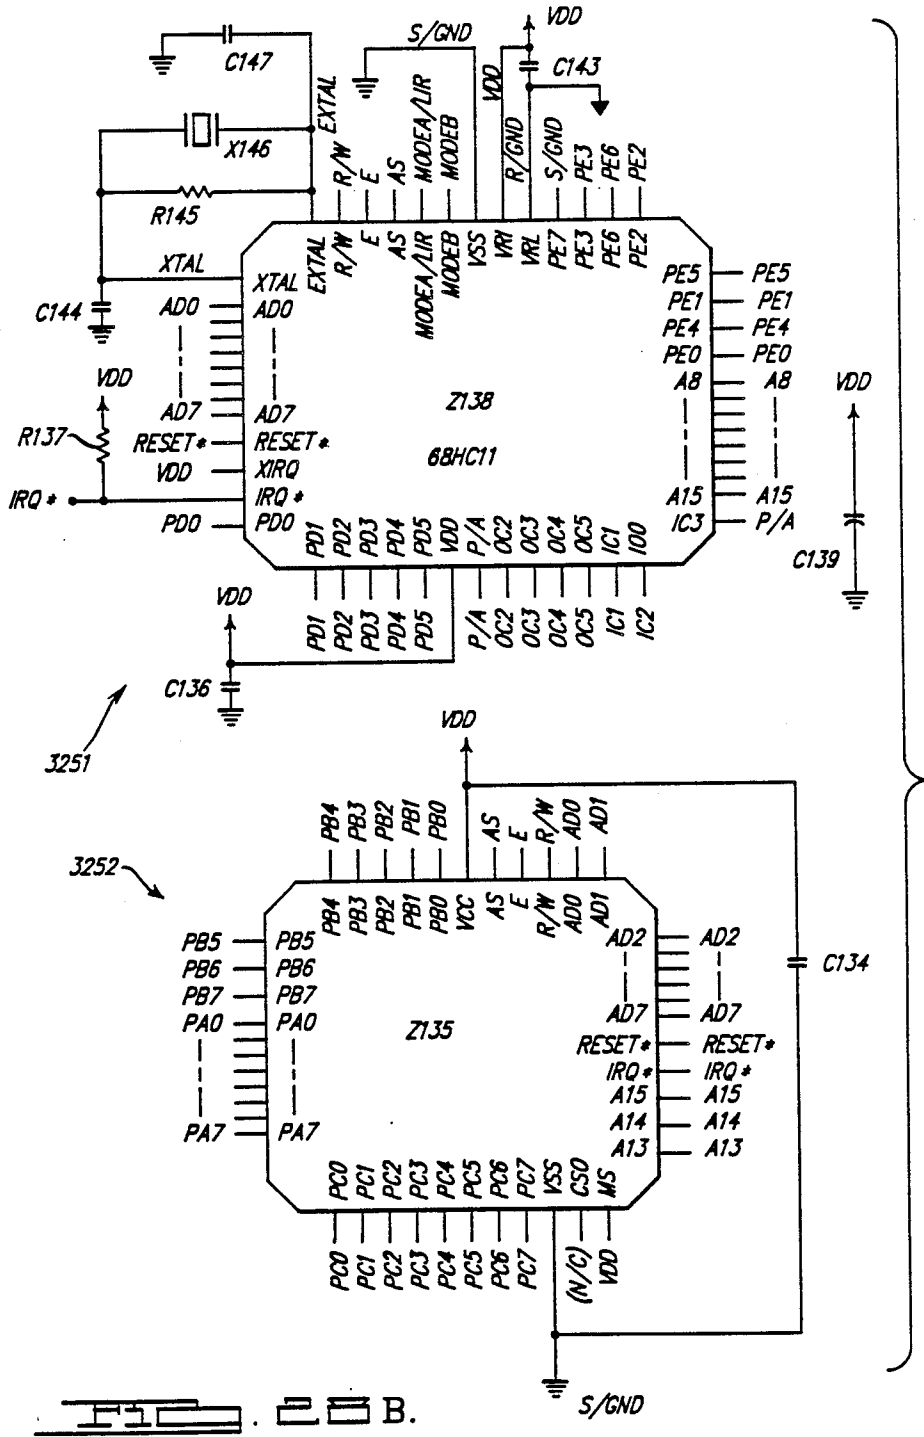 VDD
S/GND
C147
C143
EXTAL
R/W
E
AS
MODEA/LIR
MODEB
VDD
R/GND
S/GND
PE3
PE6
PE2
X146
R145
EXTAL
R/W
E
AS
MODEA/LIR
MODEB
VSS
VRI
VRL
PE7
PE3
PE6
PE2
XTAL
XTAL
C144
AD0
AD0
AD7
AD7
VDD
R137
RESET*
RESET*
VDD
XIRQ
IRQ *
IRQ *
PD0
PD0
Z138
68HC11
PE5
PE5
PE1
PE1
PE4
PE4
PE0
PE0
A8
A8
A15
A15
IC3
P/A
VDD
C139
PD1
PD2
PD3
PD4
PD5
VDD
P/A
OC2
OC3
OC4
OC5
IC1
IO0
PD1
PD2
PD3
PD4
PD5
P/A
OC2
OC3
OC4
OC5
IC1
IC2
VDD
C136
3251
VDD
3252
PB4
PB3
PB2
PB1
PB0
AS
E
R/W
AD0
AD1
PB4
PB3
PB2
PB1
PB0
VCC
AS
E
R/W
AD0
AD1
PB5
PB5
PB6
PB6
PB7
PB7
PA0
PA0
PA7
PA7
Z135
AD2
AD2
AD7
AD7
RESET*
RESET*
IRQ *
IRQ *
A15
A15
A14
A14
A13
A13
C134
PC0
PC1
PC2
PC3
PC4
PC5
PC6
PC7
VSS
CSO
MS
PC0
PC1
PC2
PC3
PC4
PC5
PC6
PC7
(N/C)
VDD
S/GND
B.